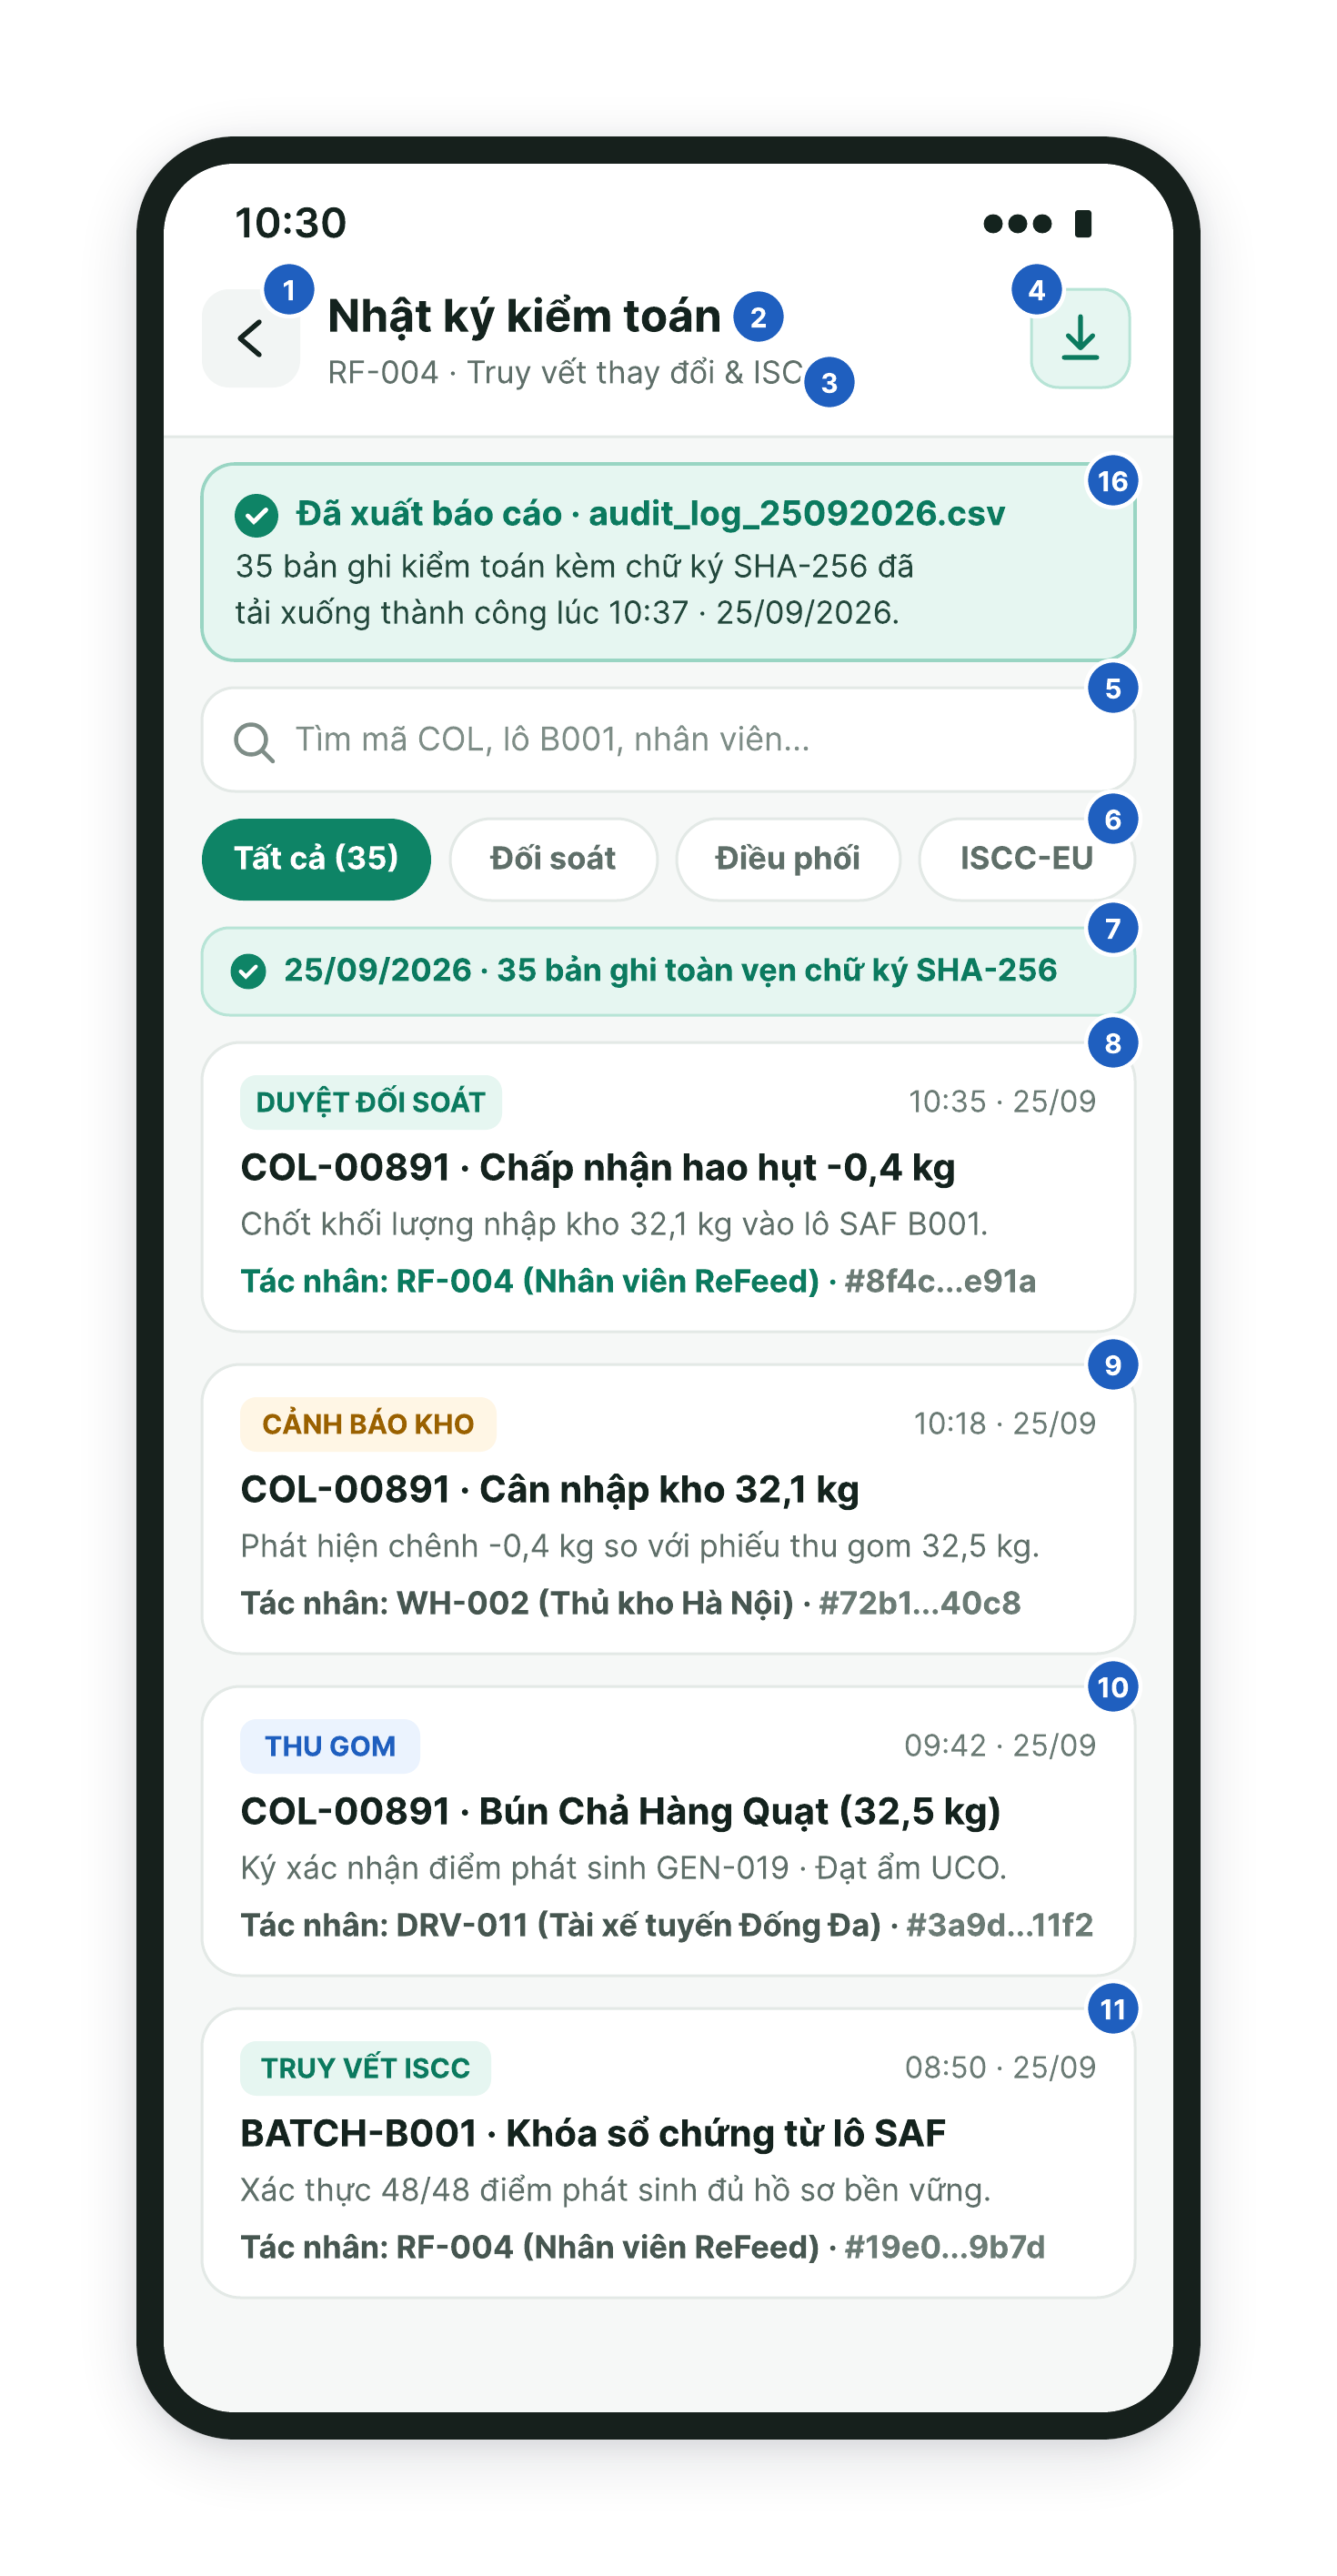 10:30
1
Nhật ký kiểm toán 2
4
RF-004 · Truy vết thay đổi & ISC 3
16
Đã xuất báo cáo · audit_log_25092026.csv
35 bản ghi kiểm toán kèm chữ ký SHA-256 đã
tải xuống thành công lúc 10:37 · 25/09/2026.
5
Tìm mã COL, lô B001, nhân viên...
6
Tất cả (35) Đối soát Điều phối ISCC-EU
7
25/09/2026 · 35 bản ghi toàn vẹn chữ ký SHA-256
8
DUYỆT ĐỐI SOÁT 10:35 · 25/09
COL-00891 · Chấp nhận hao hụt -0,4 kg
Chốt khối lượng nhập kho 32,1 kg vào lô SAF B001.
Tác nhân: RF-004 (Nhân viên ReFeed) · #8f4c...e91a
9
CẢNH BÁO KHO 10:18 · 25/09
COL-00891 · Cân nhập kho 32,1 kg
Phát hiện chênh -0,4 kg so với phiếu thu gom 32,5 kg.
Tác nhân: WH-002 (Thủ kho Hà Nội) · #72b1...40c8
10
THU GOM 09:42 · 25/09
COL-00891 · Bún Chả Hàng Quạt (32,5 kg)
Ký xác nhận điểm phát sinh GEN-019 · Đạt ẩm UCO.
Tác nhân: DRV-011 (Tài xế tuyến Đống Đa) · #3a9d...11f2
11
TRUY VẾT ISCC 08:50 · 25/09
BATCH-B001 · Khóa sổ chứng từ lô SAF
Xác thực 48/48 điểm phát sinh đủ hồ sơ bền vững.
Tác nhân: RF-004 (Nhân viên ReFeed) · #19e0...9b7d